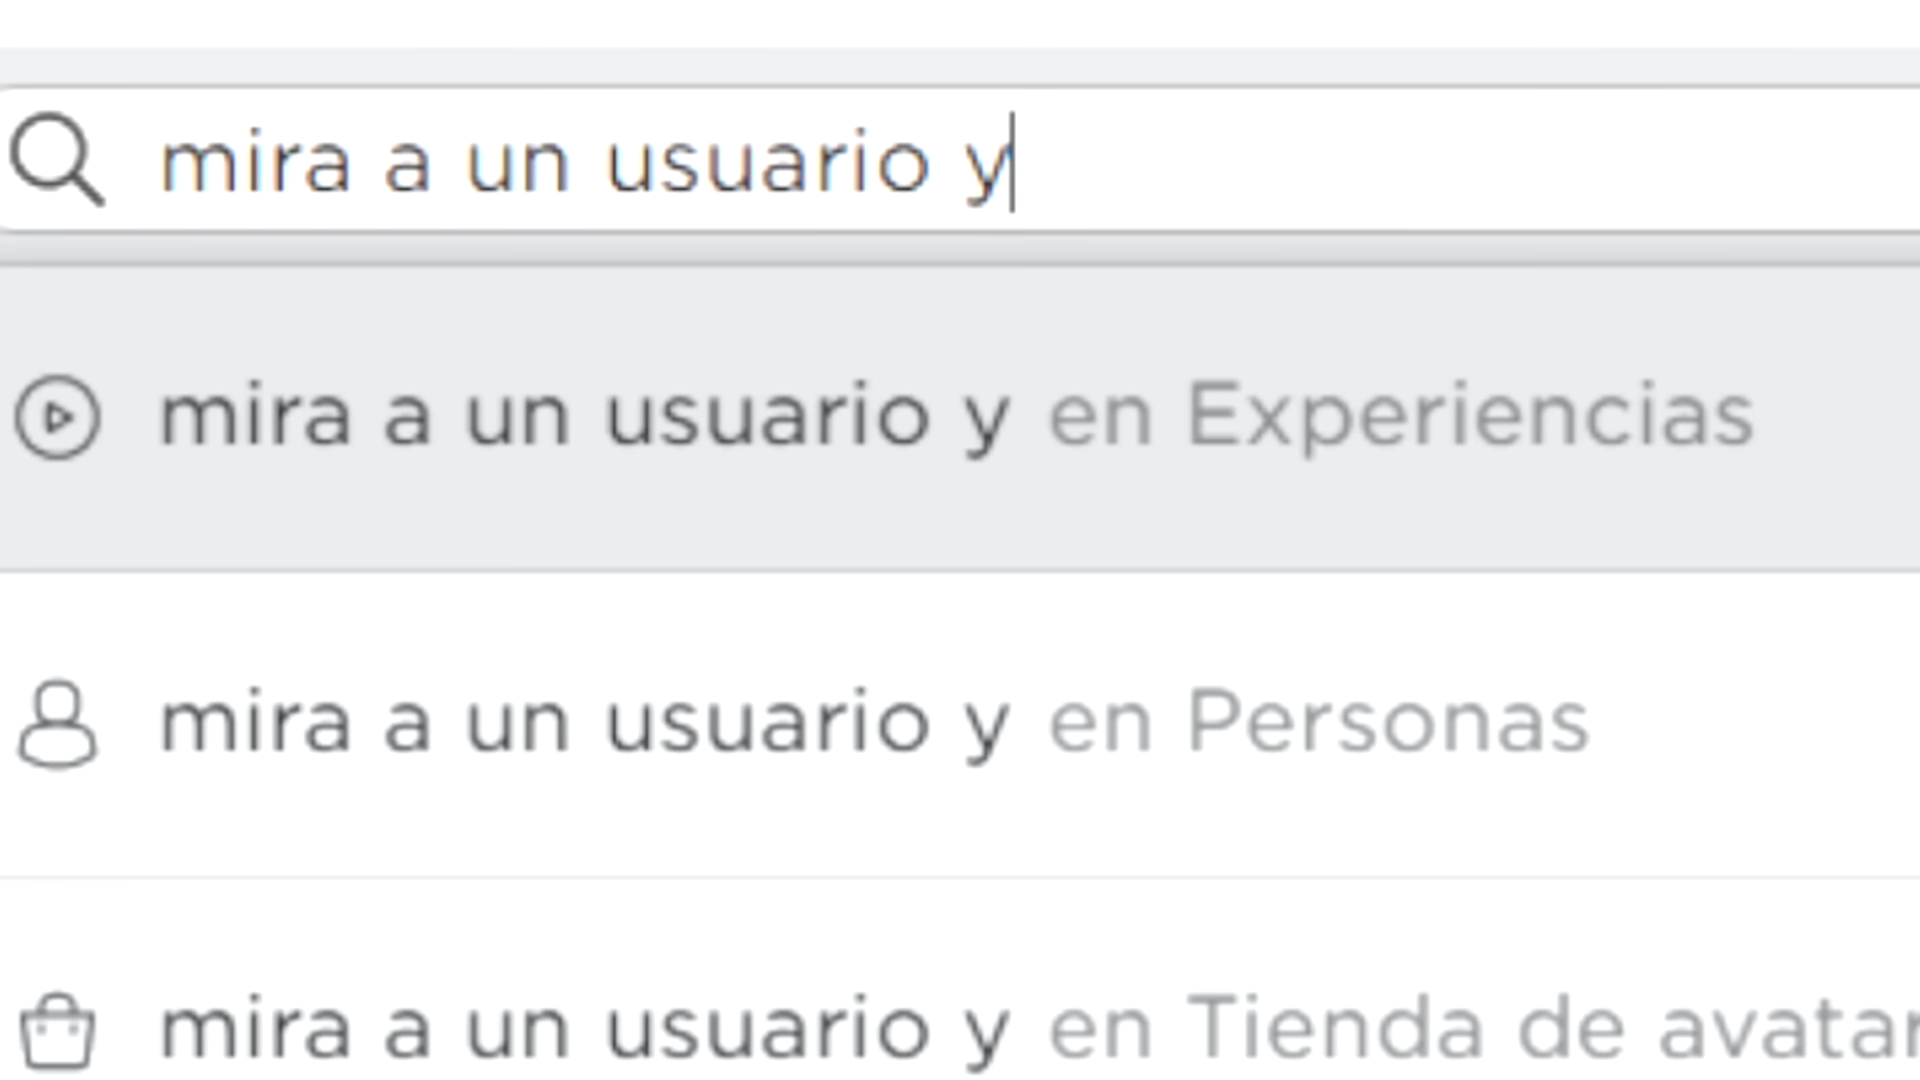 mira a un usuario y
mira a un usuario y en Experiencias
mira a un usuario y en Personas
mira a un usuario y en Tienda de avatar